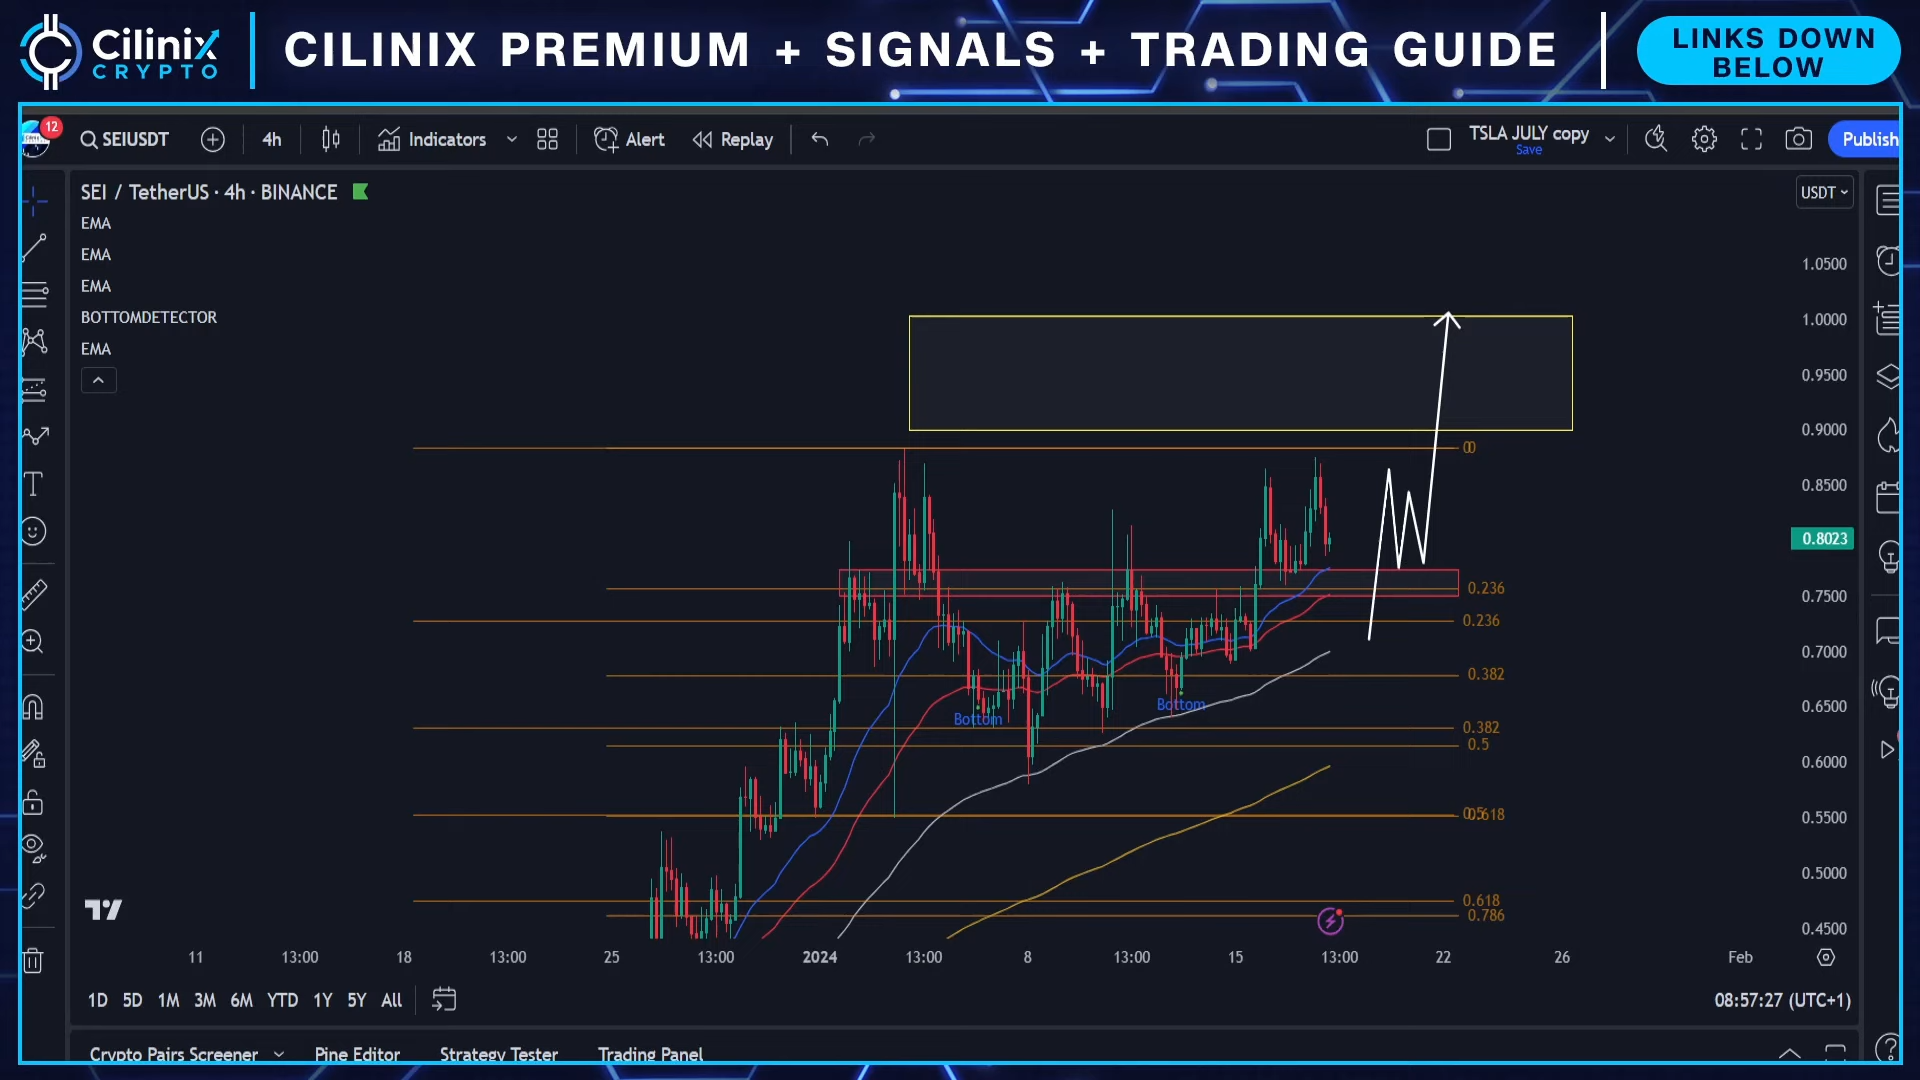 Cilinix
CRYPTO
CILINIX PREMIUM + SIGNALS + TRADING GUIDE
LINKS DOWN
BELOW
12
SEIUSDT
4h
Indicators
Alert
Replay
TSLA JULY copy
Save
Publish
SEI / TetherUS · 4h · BINANCE
USDT
EMA
EMA
EMA
BOTTOMDETECTOR
EMA
1.0500
1.0000
0.9500
0.9000
0.8500
0.8023
0.7500
0.7000
0.6500
0.6000
0.5500
0.5000
0.4500
0.236
0.236
0.382
0.382
0.5
0.618
0.786
Bottom
Bottom
11
13:00
18
13:00
25
13:00
2024
13:00
8
13:00
15
13:00
22
26
Feb
1D 5D 1M 3M 6M YTD 1Y 5Y All
08:57:27 (UTC+1)
Crypto Pairs Screener
Pine Editor
Strategy Tester
Trading Panel